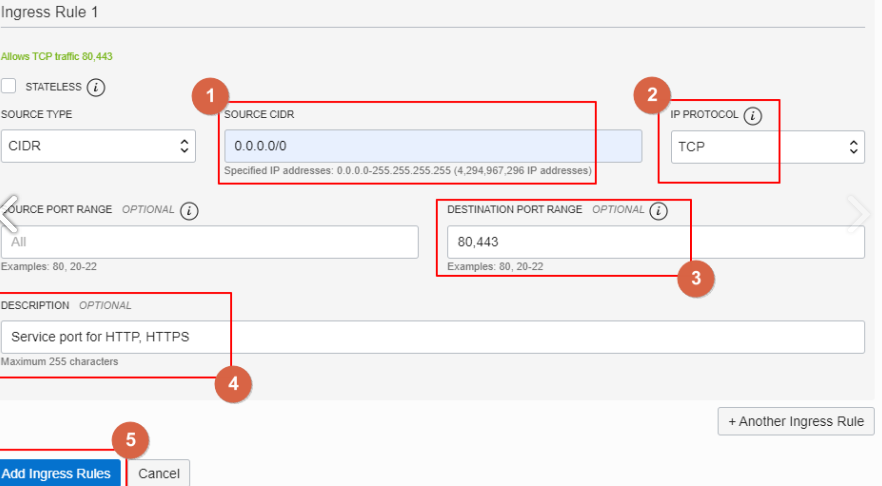 Ingress Rule 1
Allows TCP traffic 80,443
STATELESS i
1
2
SOURCE TYPE
SOURCE CIDR
IP PROTOCOL i
CIDR
0.0.0.0/0
TCP
Specified IP addresses: 0.0.0.0-255.255.255.255 (4,294,967,296 IP addresses)
SOURCE PORT RANGE OPTIONAL i
DESTINATION PORT RANGE OPTIONAL i
All
80,443
Examples: 80, 20-22
Examples: 80, 20-22
3
DESCRIPTION OPTIONAL
Service port for HTTP, HTTPS
Maximum 255 characters
4
+ Another Ingress Rule
5
Add Ingress Rules
Cancel